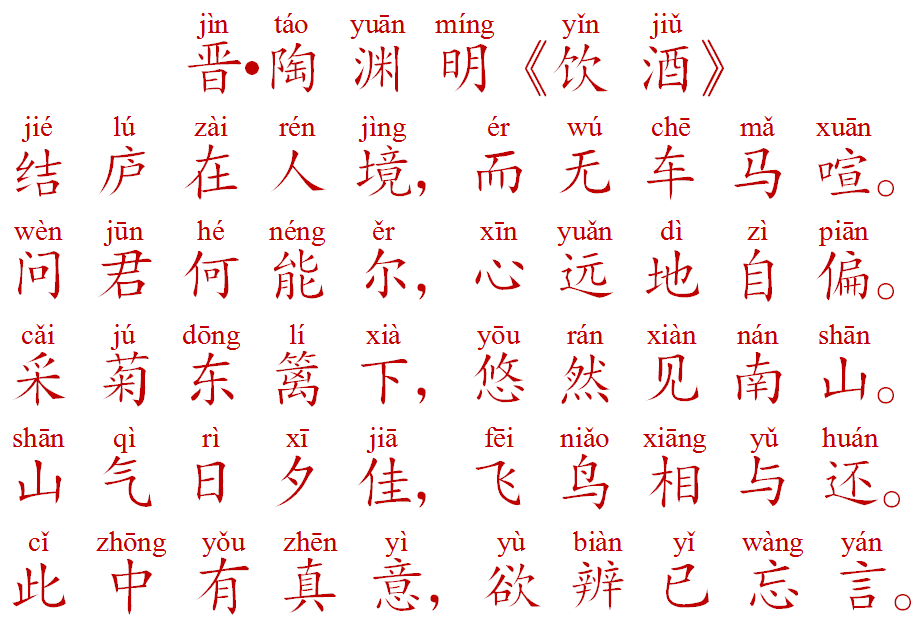 jìn táo yuān míng yǐn jiǔ
晋•陶渊明《饮酒》
jié lú zài rén jìng ér wú chē mǎ xuān
结庐在人境，而无车马喧。
wèn jūn hé néng ěr xīn yuǎn dì zì piān
问君何能尔，心远地自偏。
cǎi jú dōng lí xià yōu rán xiàn nán shān
采菊东篱下，悠然见南山。
shān qì rì xī jiā fēi niǎo xiāng yǔ huán
山气日夕佳，飞鸟相与还。
cǐ zhōng yǒu zhēn yì yù biàn yǐ wàng yán
此中有真意，欲辨已忘言。